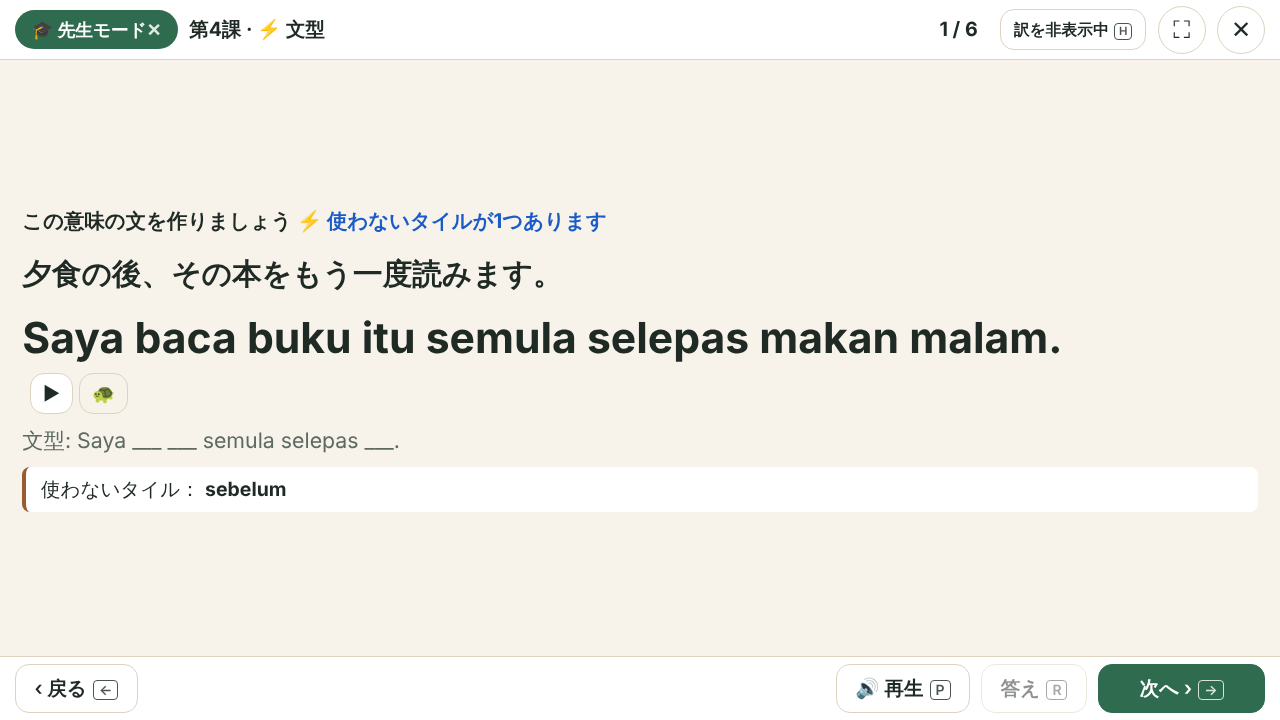 🎓 先生モード✕ 第4課 · ⚡ 文型 1 / 6 訳を非表示中 H ✕
この意味の文を作りましょう ⚡ 使わないタイルが1つあります
夕食の後、その本をもう一度読みます。
Saya baca buku itu semula selepas makan malam.
▶ 🐢
文型: Saya ___ ___ semula selepas ___.
使わないタイル： sebelum
‹ 戻る ← 🔊 再生 P 答え R 次へ › →